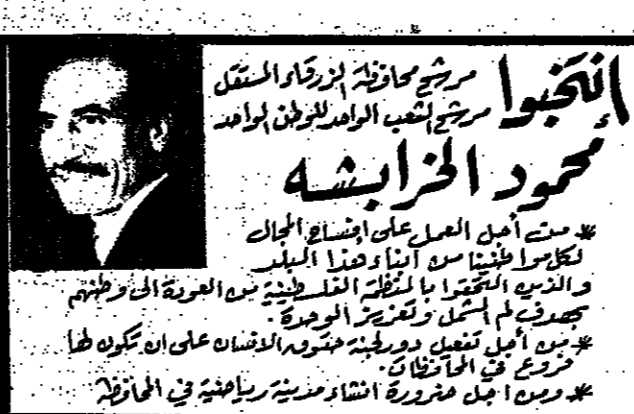 إنتخبوا
مرشح محافظة الزرقاء المستقل
مرشح الشعب الواحد للوطن الواحد
محمود الخرابشه
* من أجل العمل على إفساح المجال
لكل مواطنينا من ابناء هذا البلد
والذين التحقوا بالمنظمة الفلسطينية من العودة الى وطنهم
بهدف لم الشمل وتعزيز الوحدة.
* من أجل تفعيل دور لجنة حقوق الانسان على ان تكون لها
فروع في المحافظات.
* ومن اجل ضرورة انشاء مدينة رياضية في المحافظة